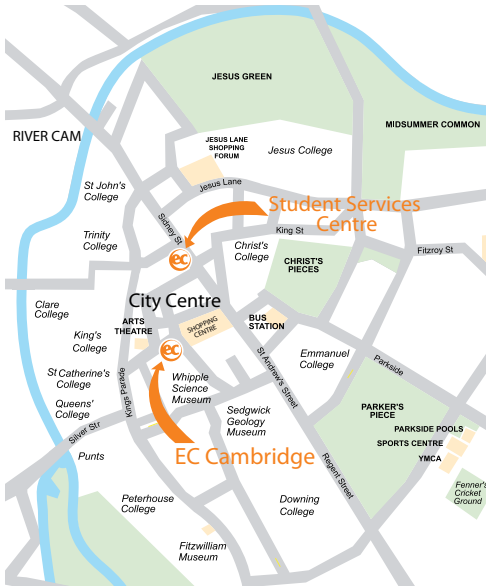 JESUS GREEN
MIDSUMMER COMMON
RIVER CAM
JESUS LANE
SHOPPING
FORUM
Jesus College
St John's
College
Jesus Lane
Student Services
Centre
Sidney St
King St
Trinity
College
Christ's
College
Fitzroy St
ec
CHRIST'S
PIECES
City Centre
Clare
College
ARTS
THEATRE
SHOPPING
CENTRE
BUS
STATION
King's
College
ec
St Andrew's Street
Emmanuel
College
Parkside
St Catherine's
College
Kings Parade
Whipple
Science
Museum
Queens'
College
Sedgwick
Geology
Museum
PARKER'S
PIECE
PARKSIDE POOLS
SPORTS CENTRE
YMCA
Silver Str
EC Cambridge
Punts
Regent Street
Fenner's
Cricket
Ground
Peterhouse
College
Downing
College
Fitzwilliam
Museum